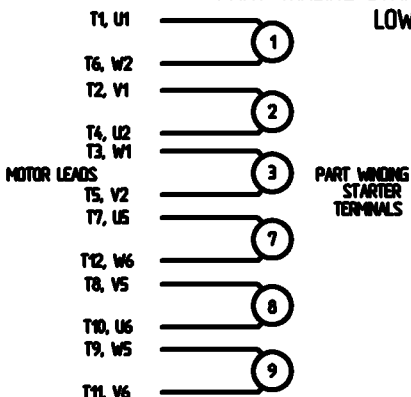 LOW
T1, U1
1
T6, W2
T2, V1
2
T4, U2
T3, W1
MOTOR LEADS
3
PART WINDING
STARTER
TERMINALS
T5, V2
T7, U5
7
T12, W6
T8, V5
8
T10, U6
T9, W5
9
T11, V6